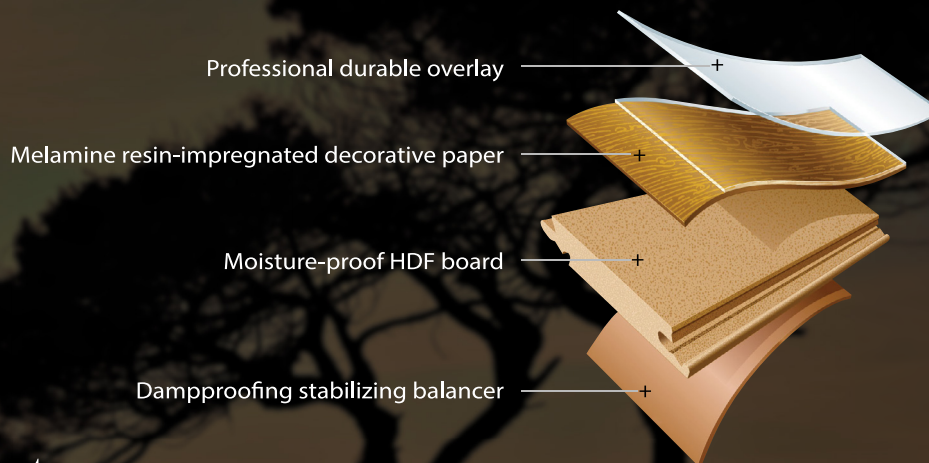 Professional durable overlay
Melamine resin-impregnated decorative paper
Moisture-proof HDF board
Dampproofing stabilizing balancer